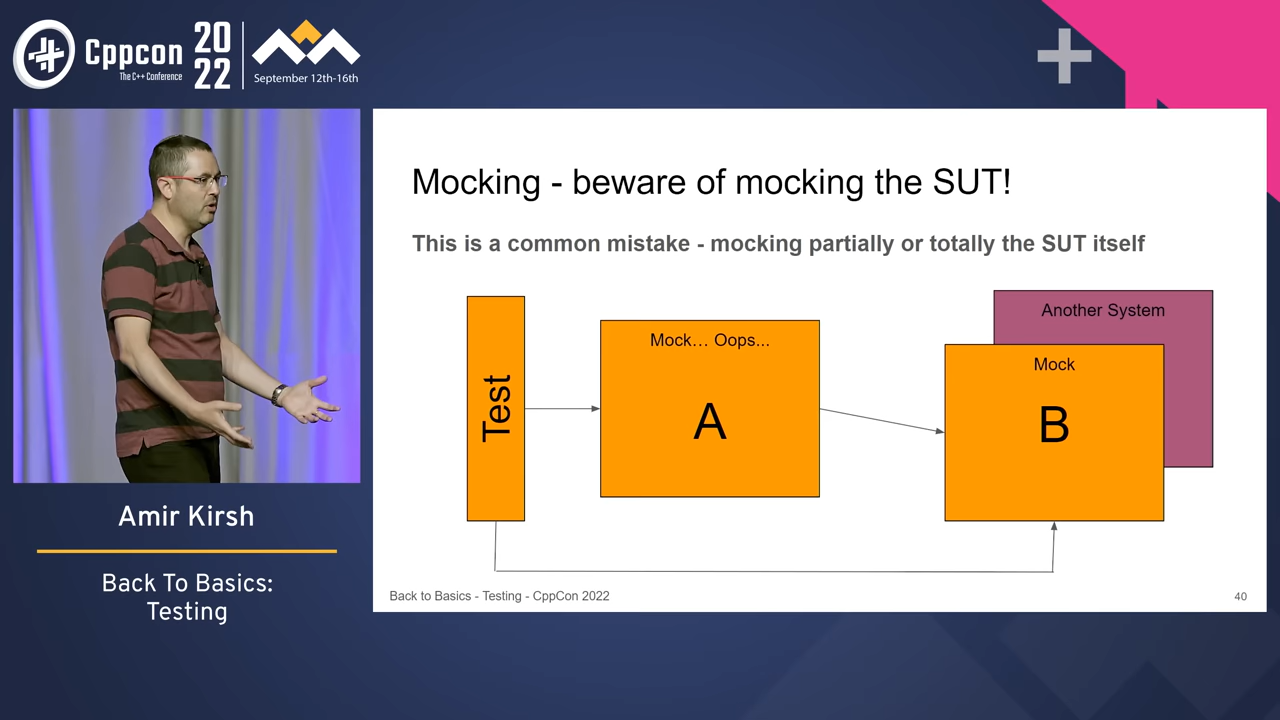 Cppcon
The C++ Conference
20
22
September 12th-16th
Mocking - beware of mocking the SUT!
This is a common mistake - mocking partially or totally the SUT itself
Test
Mock... Oops...
A
Another System
Mock
B
Amir Kirsh
Back To Basics:
Testing
Back to Basics - Testing - CppCon 2022
40